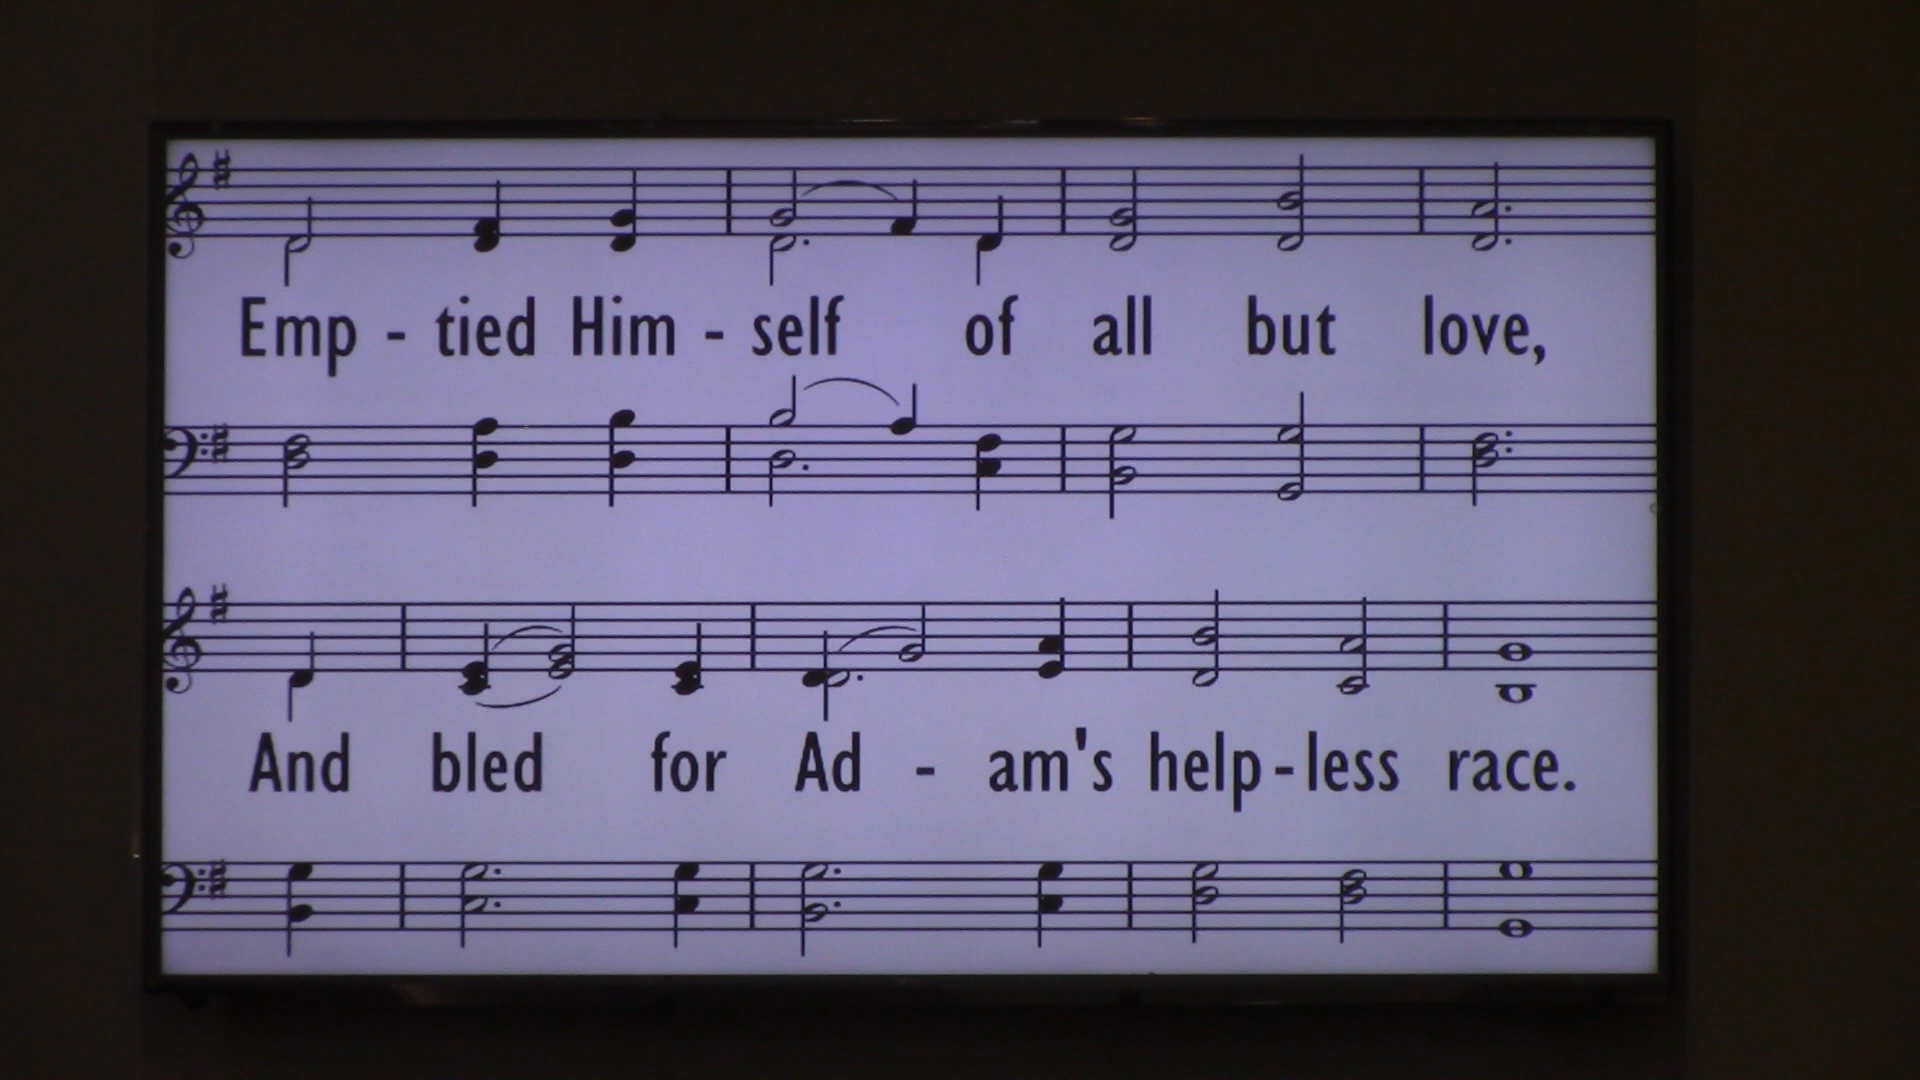 Emp - tied Him - self of all but love,
And bled for Ad - am's help - less race.